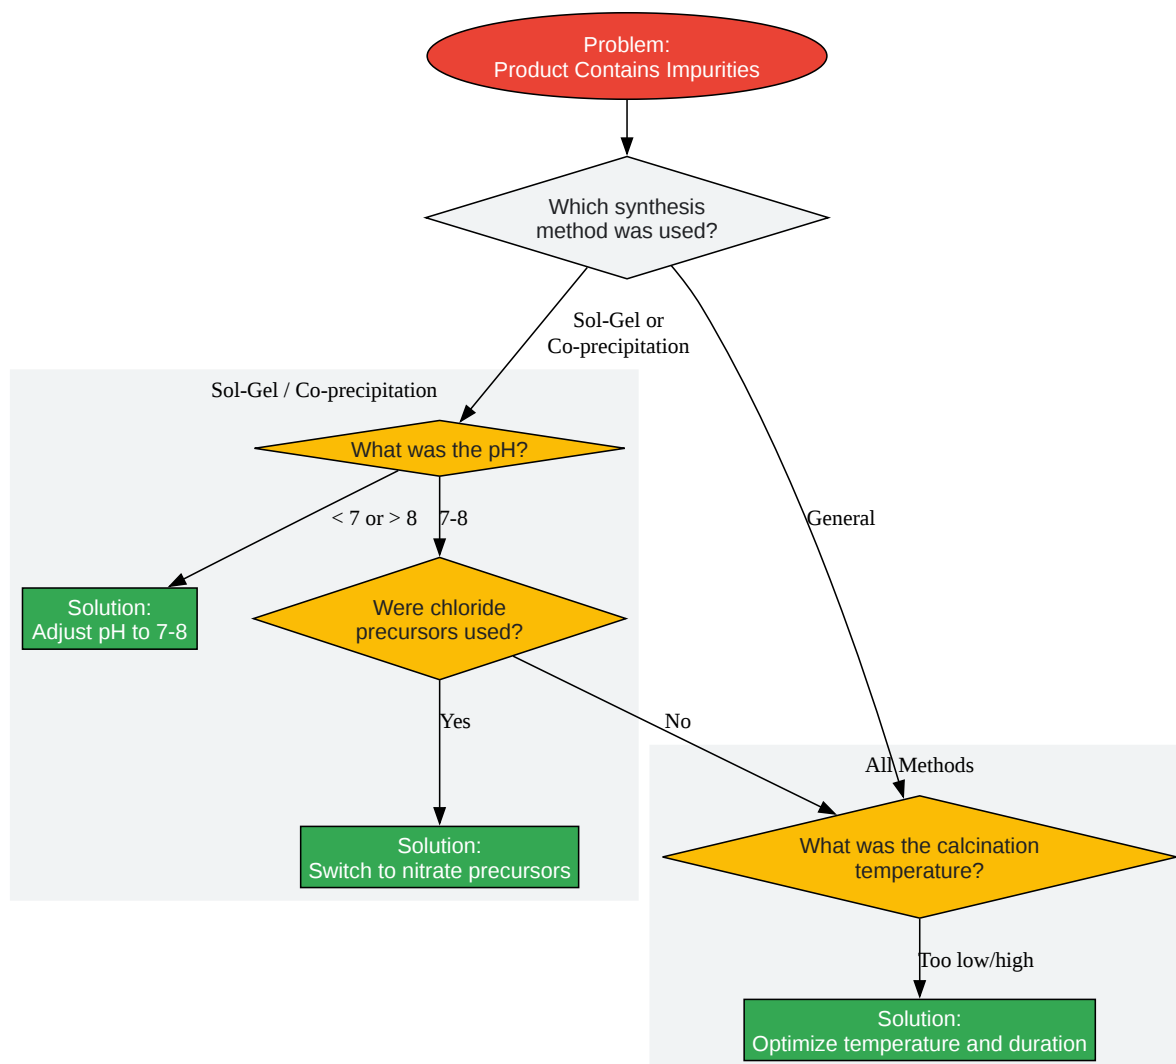 Problem:
Product Contains Impurities
Which synthesis
method was used?
Sol-Gel or
Co-precipitation
Sol-Gel / Co-precipitation
What was the pH?
< 7 or > 8
7-8
General
Solution:
Adjust pH to 7-8
Were chloride
precursors used?
Yes
No
All Methods
Solution:
Switch to nitrate precursors
What was the calcination
temperature?
Too low/high
Solution:
Optimize temperature and duration